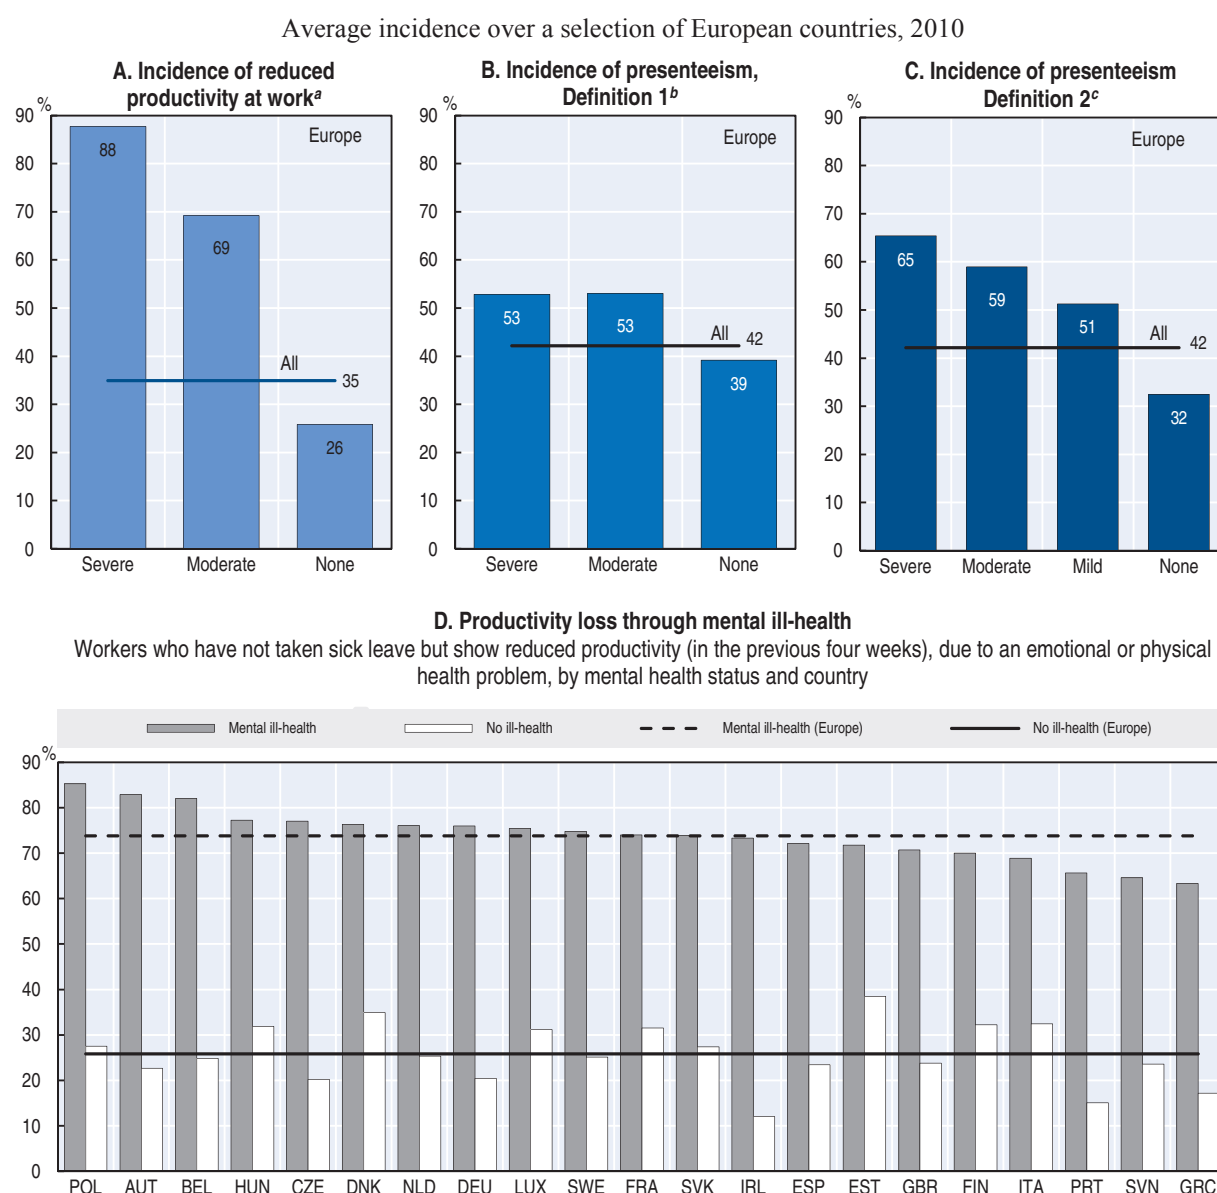 Average incidence over a selection of European countries, 2010
A. Incidence of reduced
productivity at work^a
%
90
80
70
60
50
40
30
20
10
0
Europe
88
69
26
All
35
Severe Moderate None
B. Incidence of presenteeism,
Definition 1^b
%
90
80
70
60
50
40
30
20
10
0
Europe
53
53
39
All
42
Severe Moderate None
C. Incidence of presenteeism
Definition 2^c
%
90
80
70
60
50
40
30
20
10
0
Europe
65
59
51
32
All
42
Severe Moderate Mild None
D. Productivity loss through mental ill-health
Workers who have not taken sick leave but show reduced productivity (in the previous four weeks), due to an emotional or physical
health problem, by mental health status and country
Mental ill-health No ill-health Mental ill-health (Europe) No ill-health (Europe)
%
90
80
70
60
50
40
30
20
10
0
POL AUT BEL HUN CZE DNK NLD DEU LUX SWE FRA SVK IRL ESP EST GBR FIN ITA PRT SVN GRC